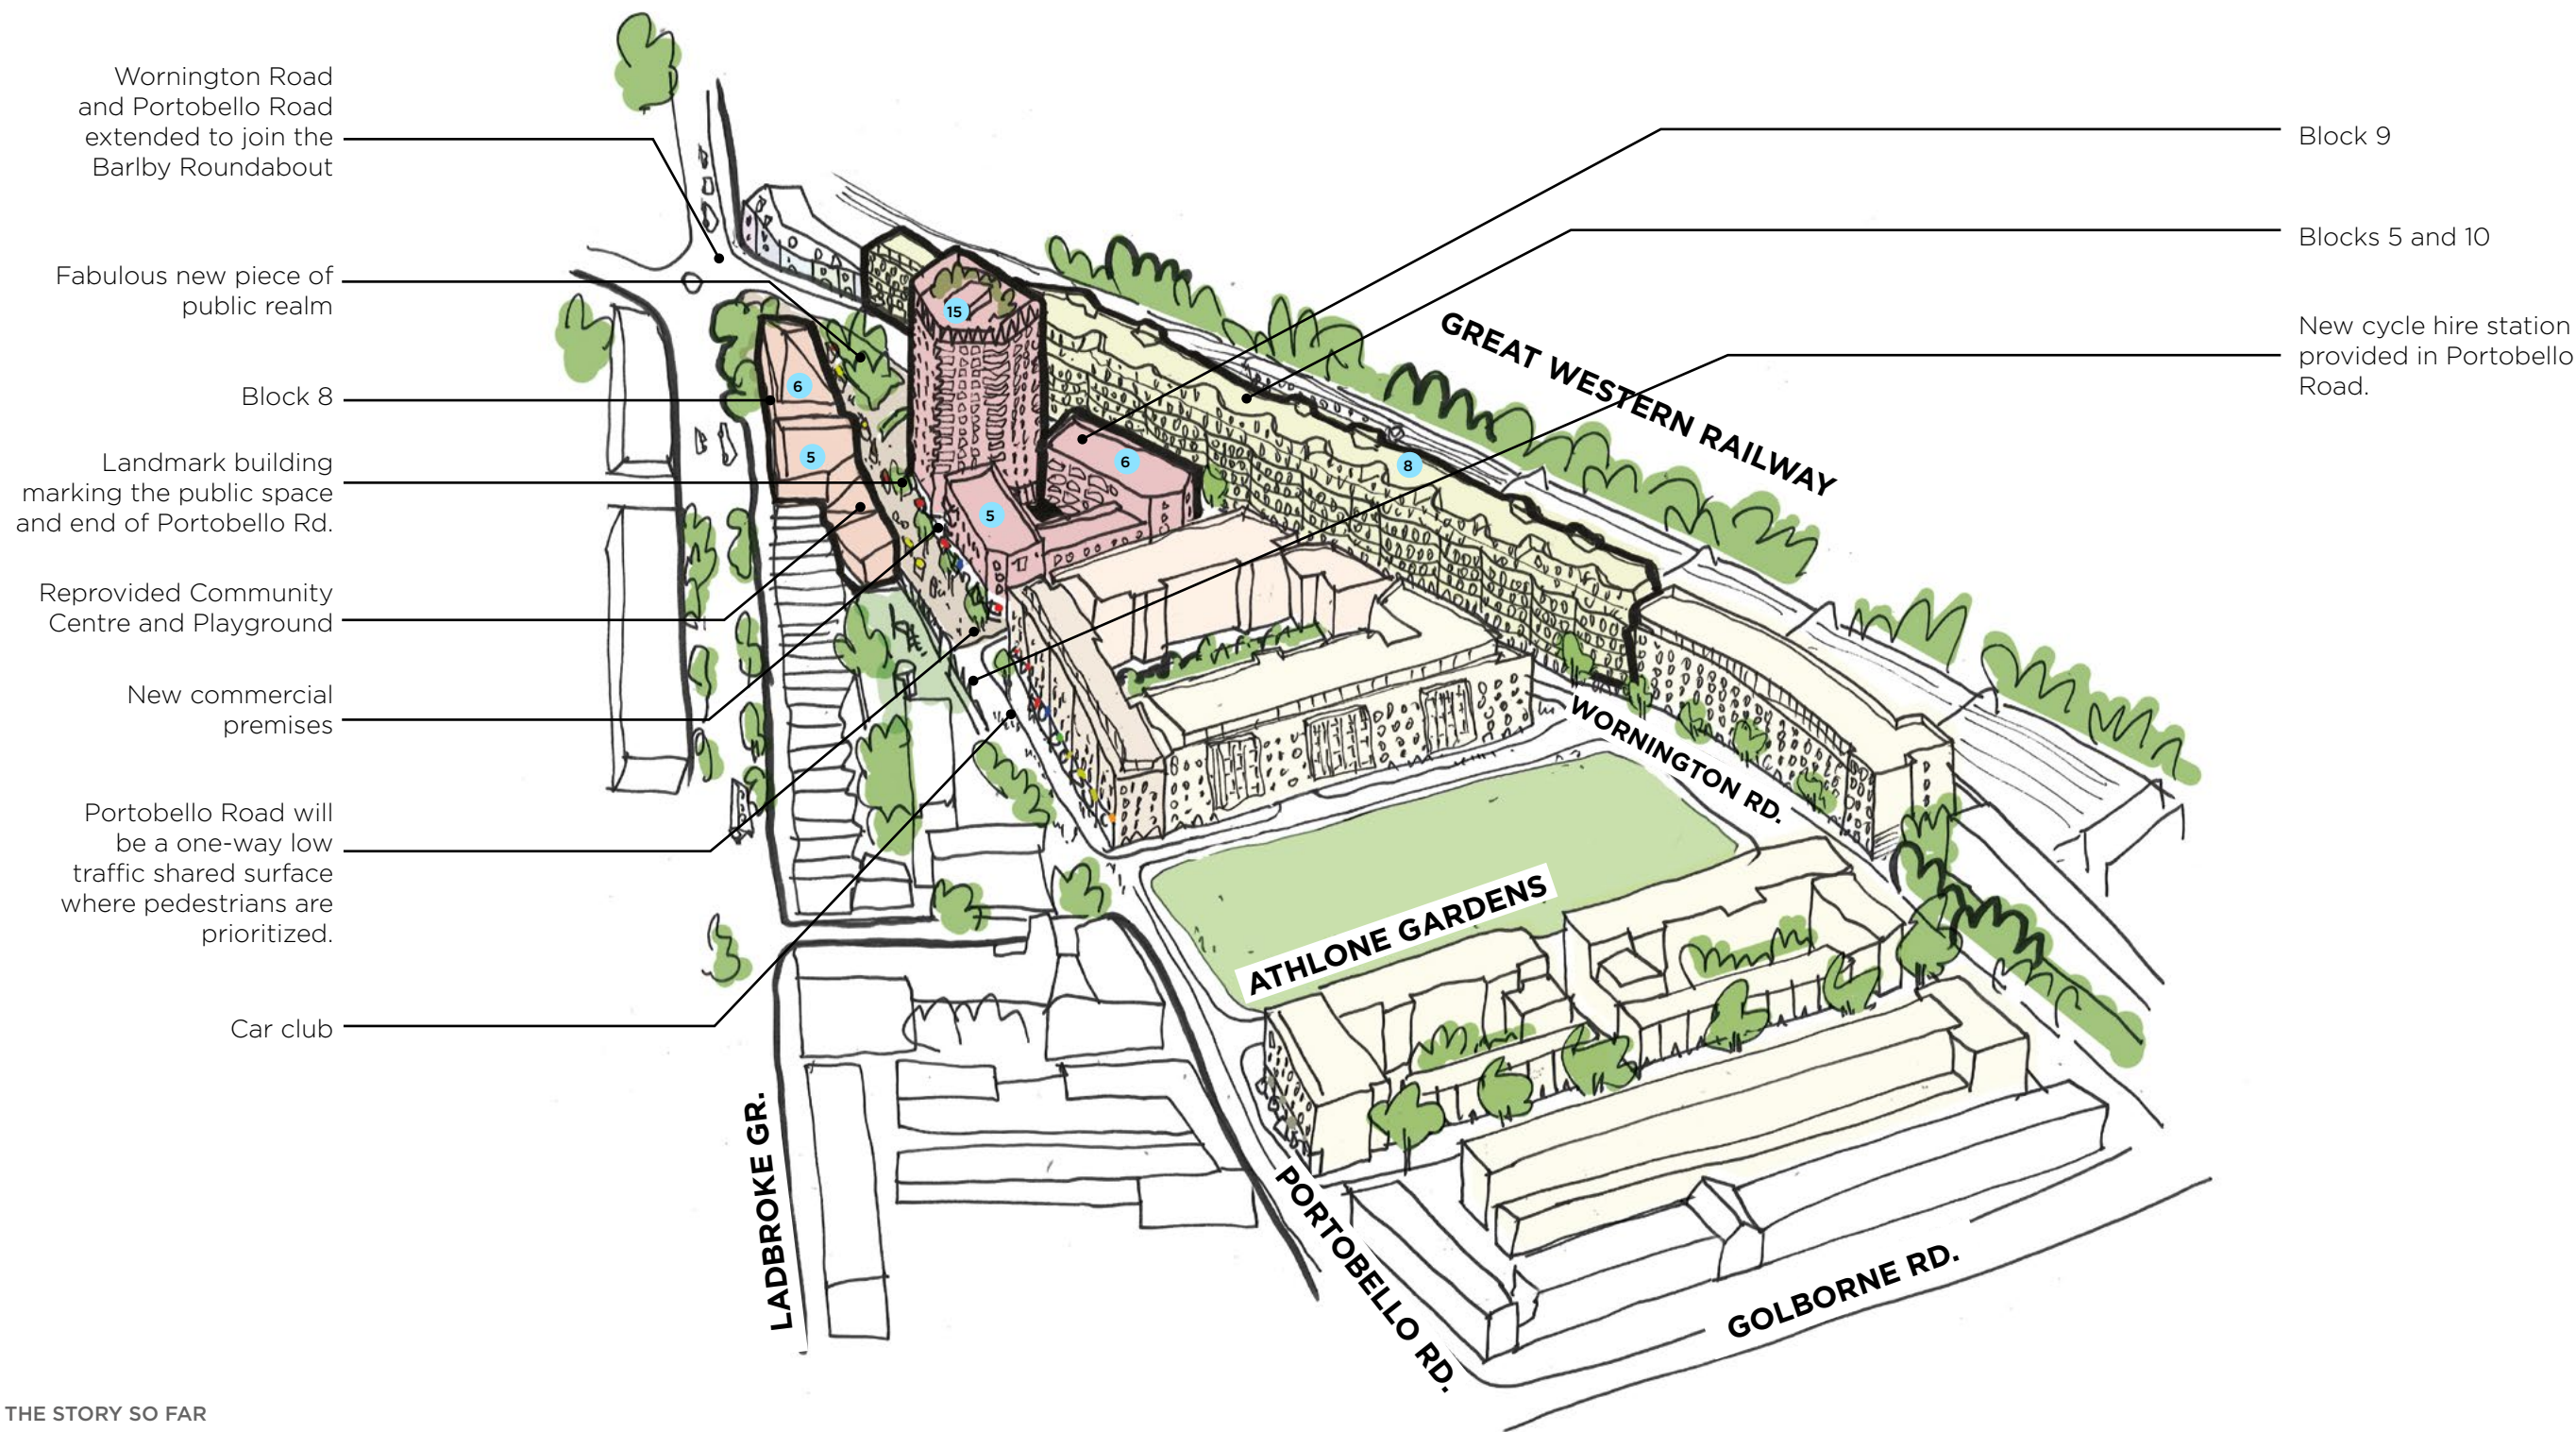 Wornington Road
and Portobello Road
extended to join the
Barlby Roundabout
Fabulous new piece of
public realm
Block 8
Landmark building
marking the public space
and end of Portobello Rd.
Reprovided Community
Centre and Playground
New commercial
premises
Portobello Road will
be a one-way low
traffic shared surface
where pedestrians are
prioritized.
Car club
Block 9
Blocks 5 and 10
New cycle hire station
provided in Portobello
Road.
15
6
5
6
5
8
GREAT WESTERN RAILWAY
WORNINGTON RD.
ATHLONE GARDENS
LADBROKE GR.
PORTOBELLO RD.
GOLBORNE RD.
THE STORY SO FAR